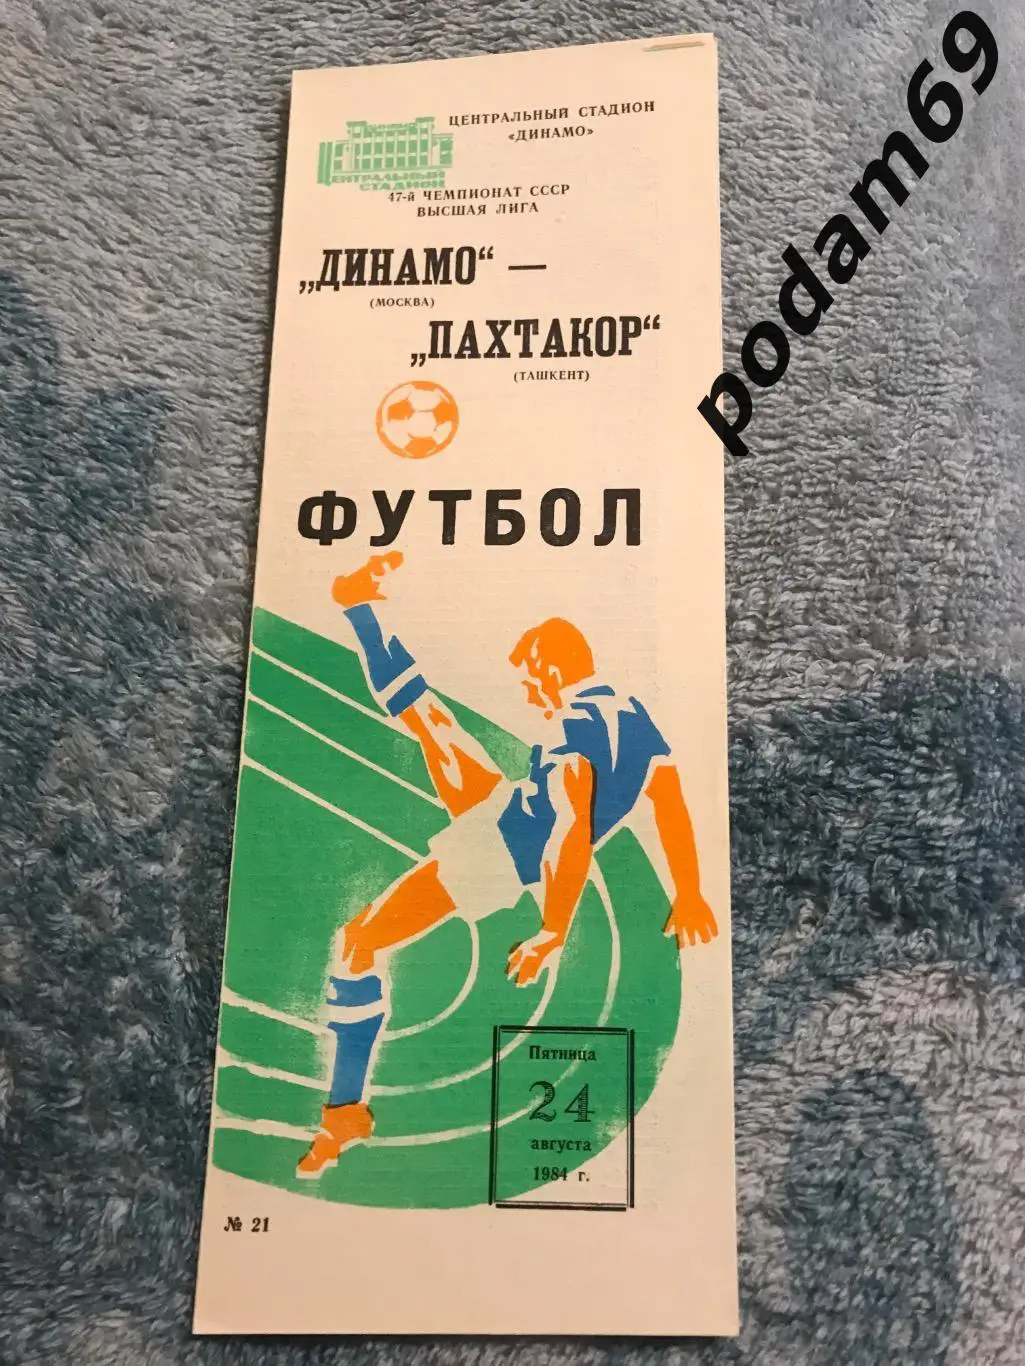 ЦЕНТРАЛЬНЫЙ СТАДИОН
«ДИНАМО»
ЦЕНТРАЛЬНЫЙ
СТАДИОН
47-й ЧЕМПИОНАТ СССР
ВЫСШАЯ ЛИГА
„ДИНАМО“ —
(МОСКВА)
„ПАХТАКОР“
(ТАШКЕНТ)
ФУТБОЛ
Пятница
24
августа
1984 г.
№ 21
podam69